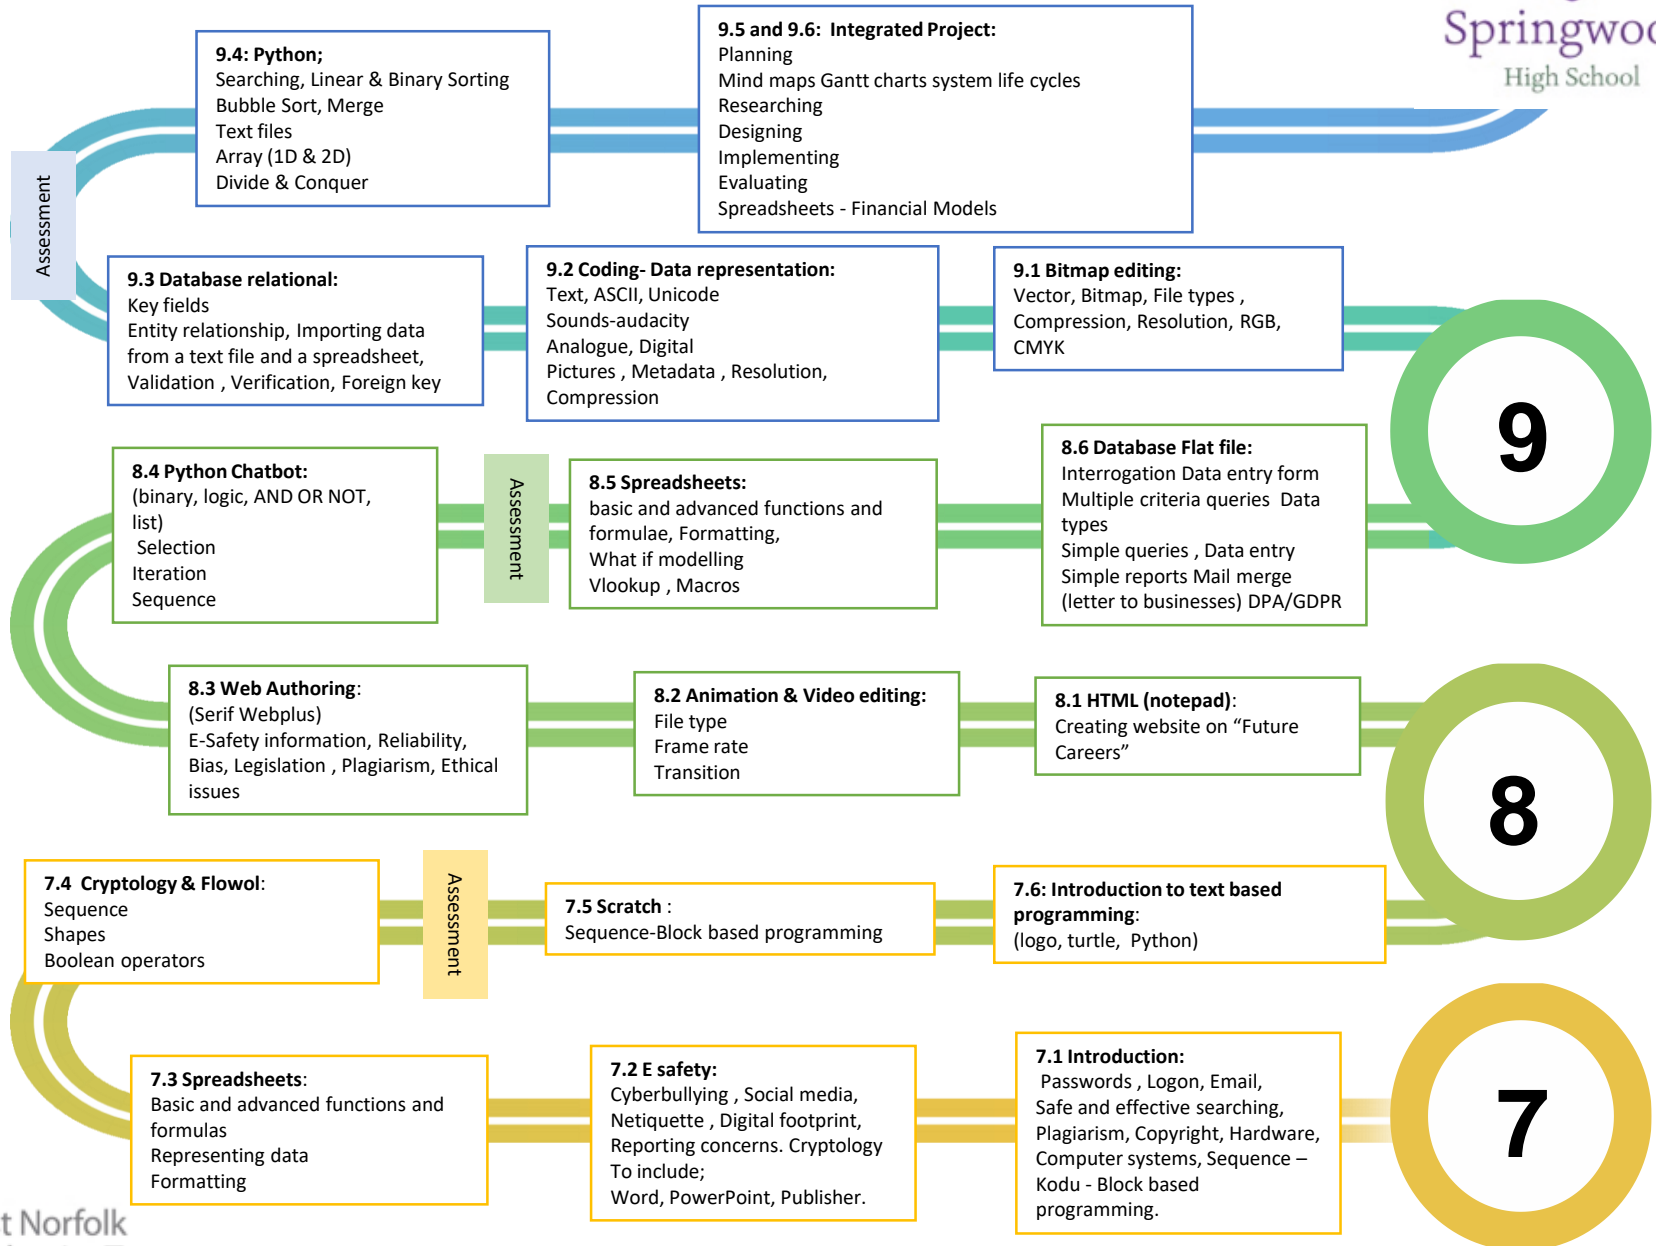 Springwoo
High School
9.4: Python;
Searching, Linear & Binary Sorting
Bubble Sort, Merge
Text files
Array (1D & 2D)
Divide & Conquer
9.5 and 9.6: Integrated Project:
Planning
Mind maps Gantt charts system life cycles
Researching
Designing
Implementing
Evaluating
Spreadsheets - Financial Models
Assessment
9.3 Database relational:
Key fields
Entity relationship, Importing data
from a text file and a spreadsheet,
Validation , Verification, Foreign key
9.2 Coding- Data representation:
Text, ASCII, Unicode
Sounds-audacity
Analogue, Digital
Pictures , Metadata , Resolution,
Compression
9.1 Bitmap editing:
Vector, Bitmap, File types ,
Compression, Resolution, RGB,
CMYK
9
8.4 Python Chatbot:
(binary, logic, AND OR NOT,
list)
Selection
Iteration
Sequence
Assessment
8.5 Spreadsheets:
basic and advanced functions and
formulae, Formatting,
What if modelling
Vlookup , Macros
8.6 Database Flat file:
Interrogation Data entry form
Multiple criteria queries Data
types
Simple queries , Data entry
Simple reports Mail merge
(letter to businesses) DPA/GDPR
8.3 Web Authoring:
(Serif Webplus)
E-Safety information, Reliability,
Bias, Legislation , Plagiarism, Ethical
issues
8.2 Animation & Video editing:
File type
Frame rate
Transition
8.1 HTML (notepad):
Creating website on “Future
Careers”
8
7.4 Cryptology & Flowol:
Sequence
Shapes
Boolean operators
Assessment
7.5 Scratch :
Sequence-Block based programming
7.6: Introduction to text based
programming:
(logo, turtle, Python)
7.3 Spreadsheets:
Basic and advanced functions and
formulas
Representing data
Formatting
7.2 E safety:
Cyberbullying , Social media,
Netiquette , Digital footprint,
Reporting concerns. Cryptology
To include;
Word, PowerPoint, Publisher.
7.1 Introduction:
Passwords , Logon, Email,
Safe and effective searching,
Plagiarism, Copyright, Hardware,
Computer systems, Sequence –
Kodu - Block based
programming.
7
t Norfolk